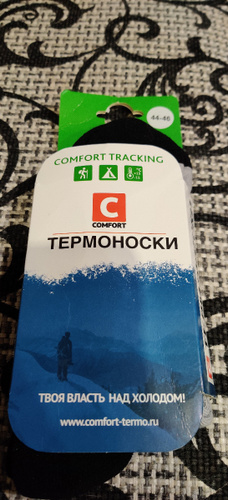 44-46
COMFORT TRACKING
C
COMFORT
ТЕРМОНОСКИ
ТВОЯ ВЛАСТЬ НАД ХОЛОДОМ!
www.comfort-termo.ru